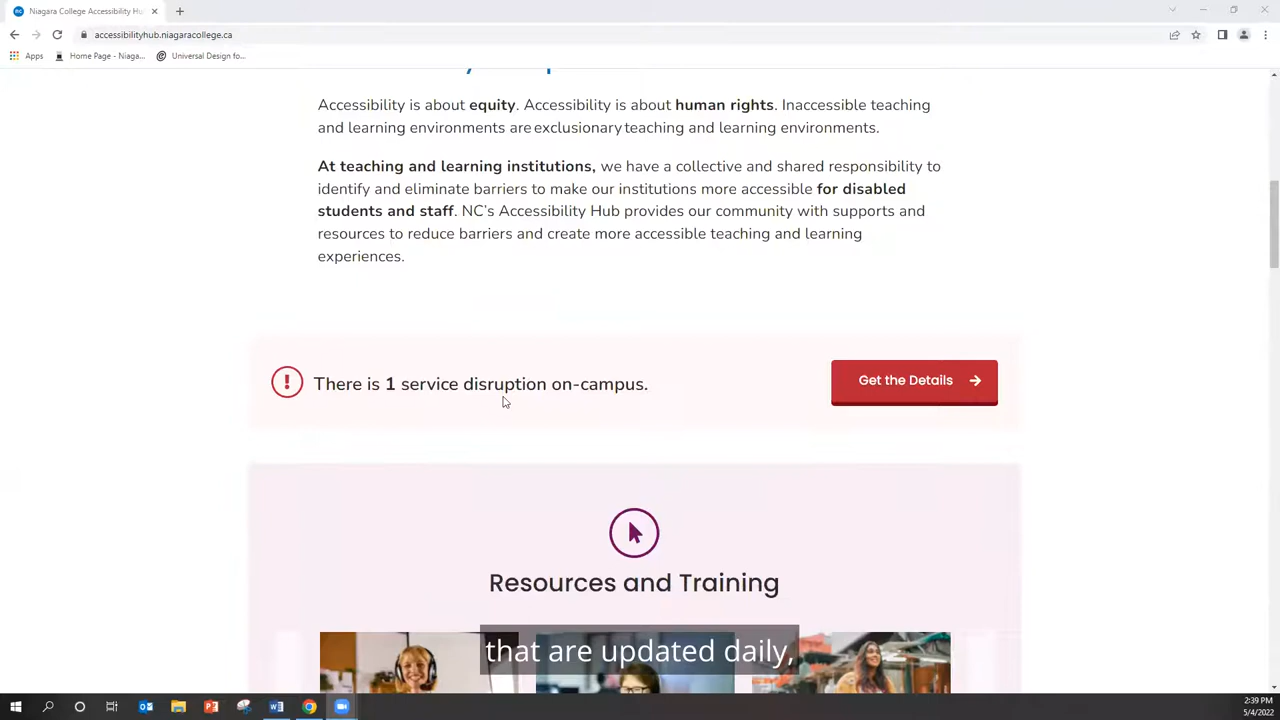 Niagara College Accessibility Hu
accessibilityhub.niagaracollege.ca
Apps
Home Page - Niaga...
Universal Design fo...
Accessibility is about equity. Accessibility is about human rights. Inaccessible teaching
and learning environments are exclusionary teaching and learning environments.
At teaching and learning institutions, we have a collective and shared responsibility to
identify and eliminate barriers to make our institutions more accessible for disabled
students and staff. NC's Accessibility Hub provides our community with supports and
resources to reduce barriers and create more accessible teaching and learning
experiences.
There is 1 service disruption on-campus.
Get the Details
Resources and Training
that are updated daily,
2:39 PM
5/4/2022